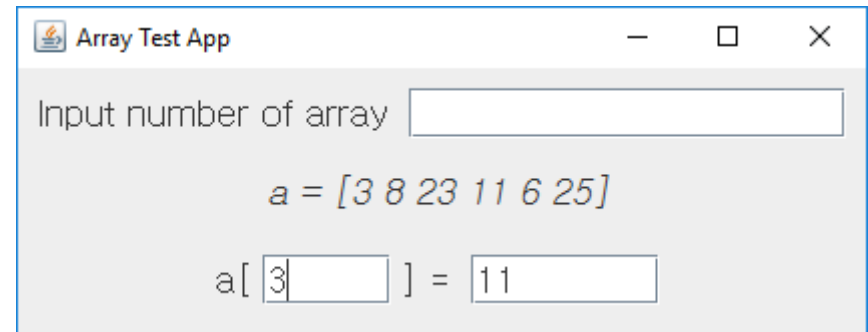 Array Test App
Input number of array
a = [3 8 23 11 6 25]
a[ 3 ] = 11